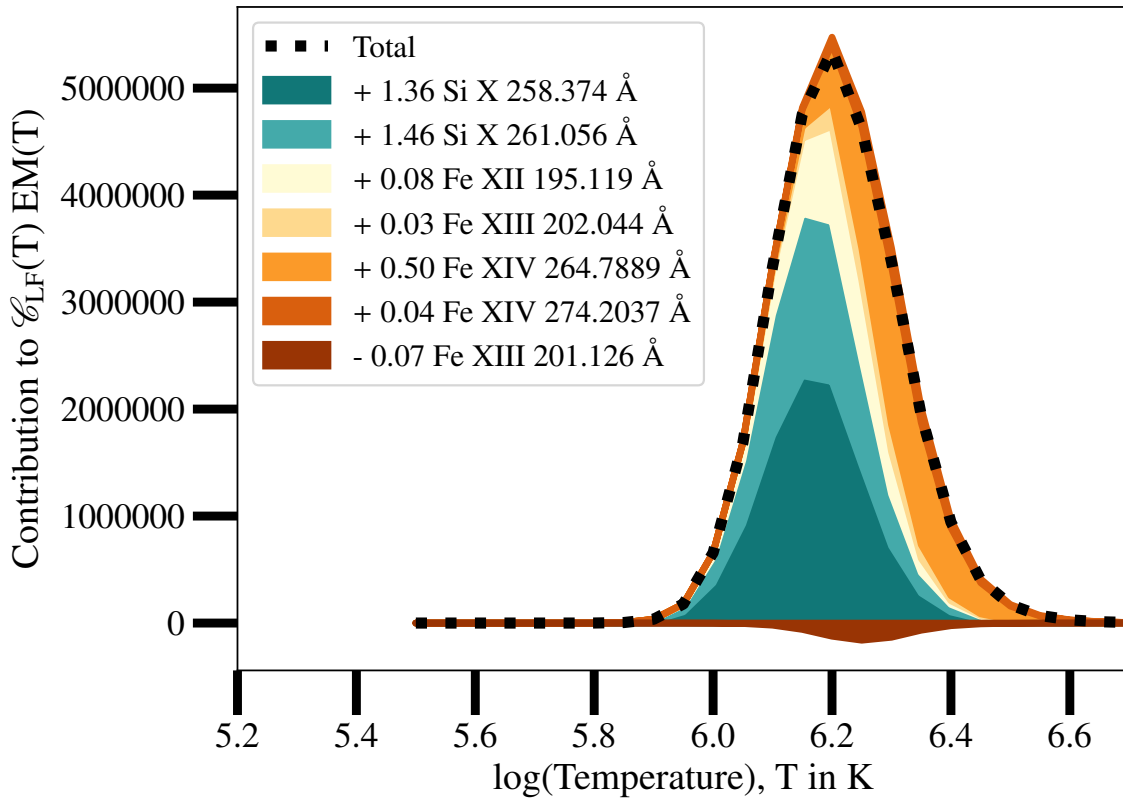 Contribution to 𝒞LF(T) EM(T)
5000000
4000000
3000000
2000000
1000000
0
Total
+ 1.36 Si X 258.374 Å
+ 1.46 Si X 261.056 Å
+ 0.08 Fe XII 195.119 Å
+ 0.03 Fe XIII 202.044 Å
+ 0.50 Fe XIV 264.7889 Å
+ 0.04 Fe XIV 274.2037 Å
- 0.07 Fe XIII 201.126 Å
5.2 5.4 5.6 5.8 6.0 6.2 6.4 6.6
log(Temperature), T in K